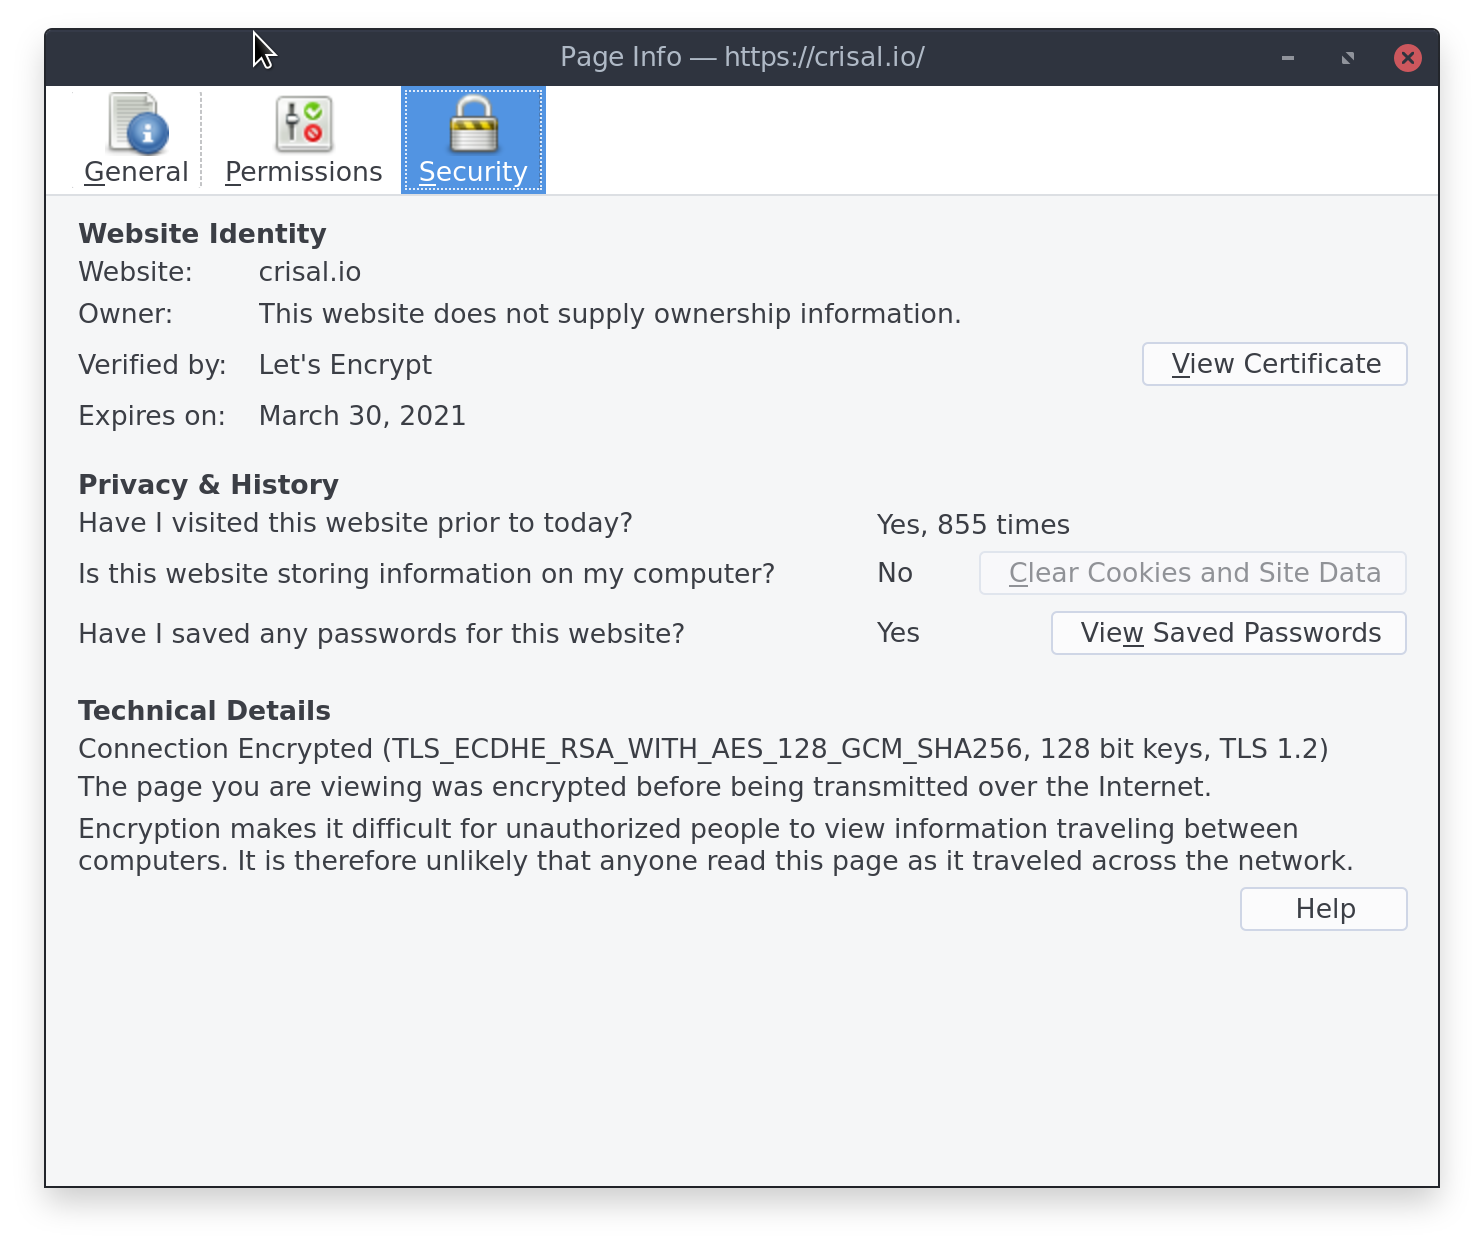 Page Info — https://crisal.io/
General Permissions Security
Website Identity
Website: crisal.io
Owner: This website does not supply ownership information.
Verified by: Let's Encrypt View Certificate
Expires on: March 30, 2021
Privacy & History
Have I visited this website prior to today? Yes, 855 times
Is this website storing information on my computer? No Clear Cookies and Site Data
Have I saved any passwords for this website? Yes View Saved Passwords
Technical Details
Connection Encrypted (TLS_ECDHE_RSA_WITH_AES_128_GCM_SHA256, 128 bit keys, TLS 1.2)
The page you are viewing was encrypted before being transmitted over the Internet.
Encryption makes it difficult for unauthorized people to view information traveling between
computers. It is therefore unlikely that anyone read this page as it traveled across the network.
Help